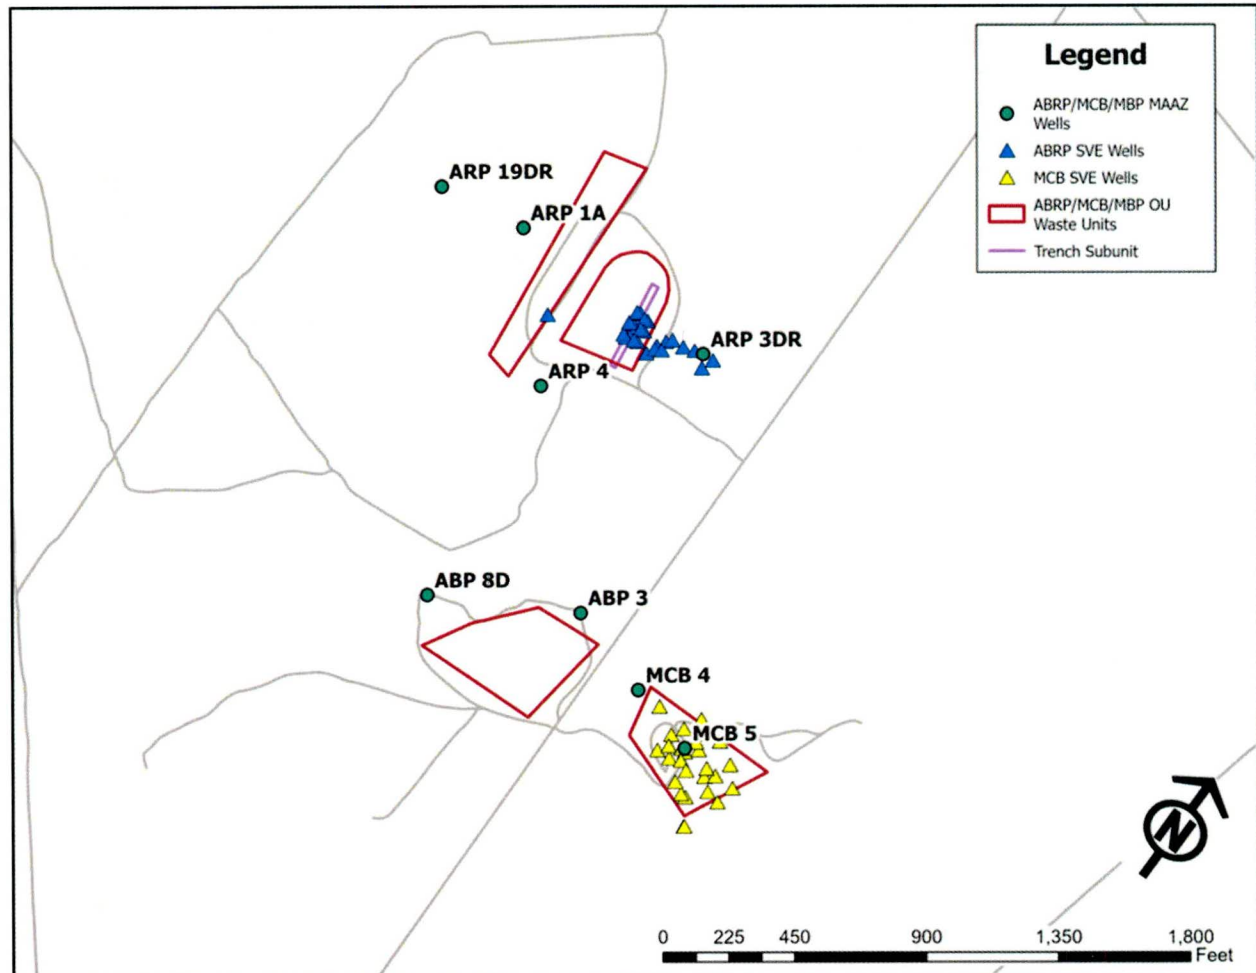 Legend
ABRP/MCB/MBP MAAZ
Wells
ABRP SVE Wells
MCB SVE Wells
ABRP/MCB/MBP OU
Waste Units
Trench Subunit
ARP 19DR
ARP 1A
ARP 3DR
ARP 4
ABP 8D
ABP 3
MCB 4
MCB 5
N
0 225 450 900 1,350 1,800
Feet